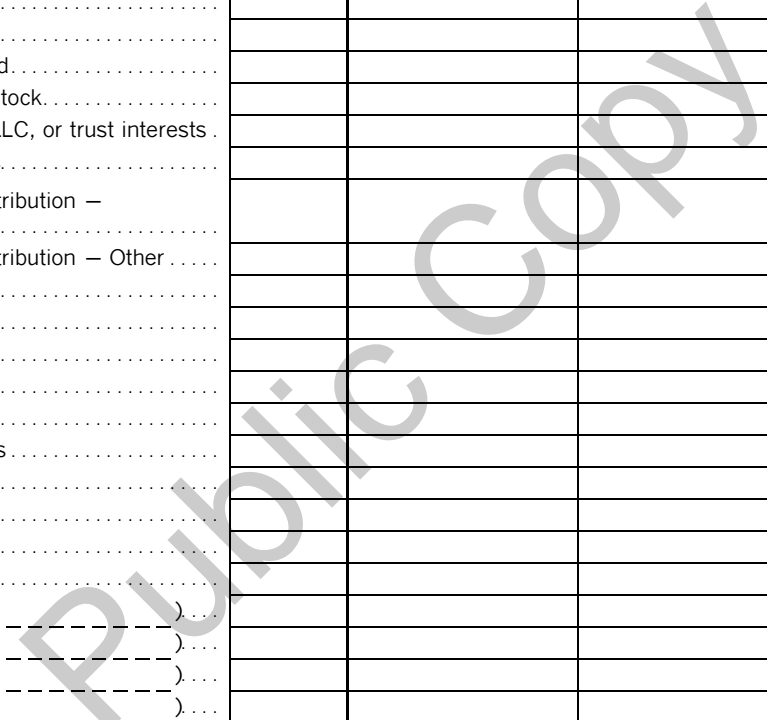 d. . . . . . . . . . . . . . . . . . .
tock. . . . . . . . . . . . . . . .
LC, or trust interests .
tribution —
tribution — Other . . . . .
s . . . . . . . . . . . . . . . . . . .
) . . . .
) . . . .
) . . . .
) . . . .
Public Copy